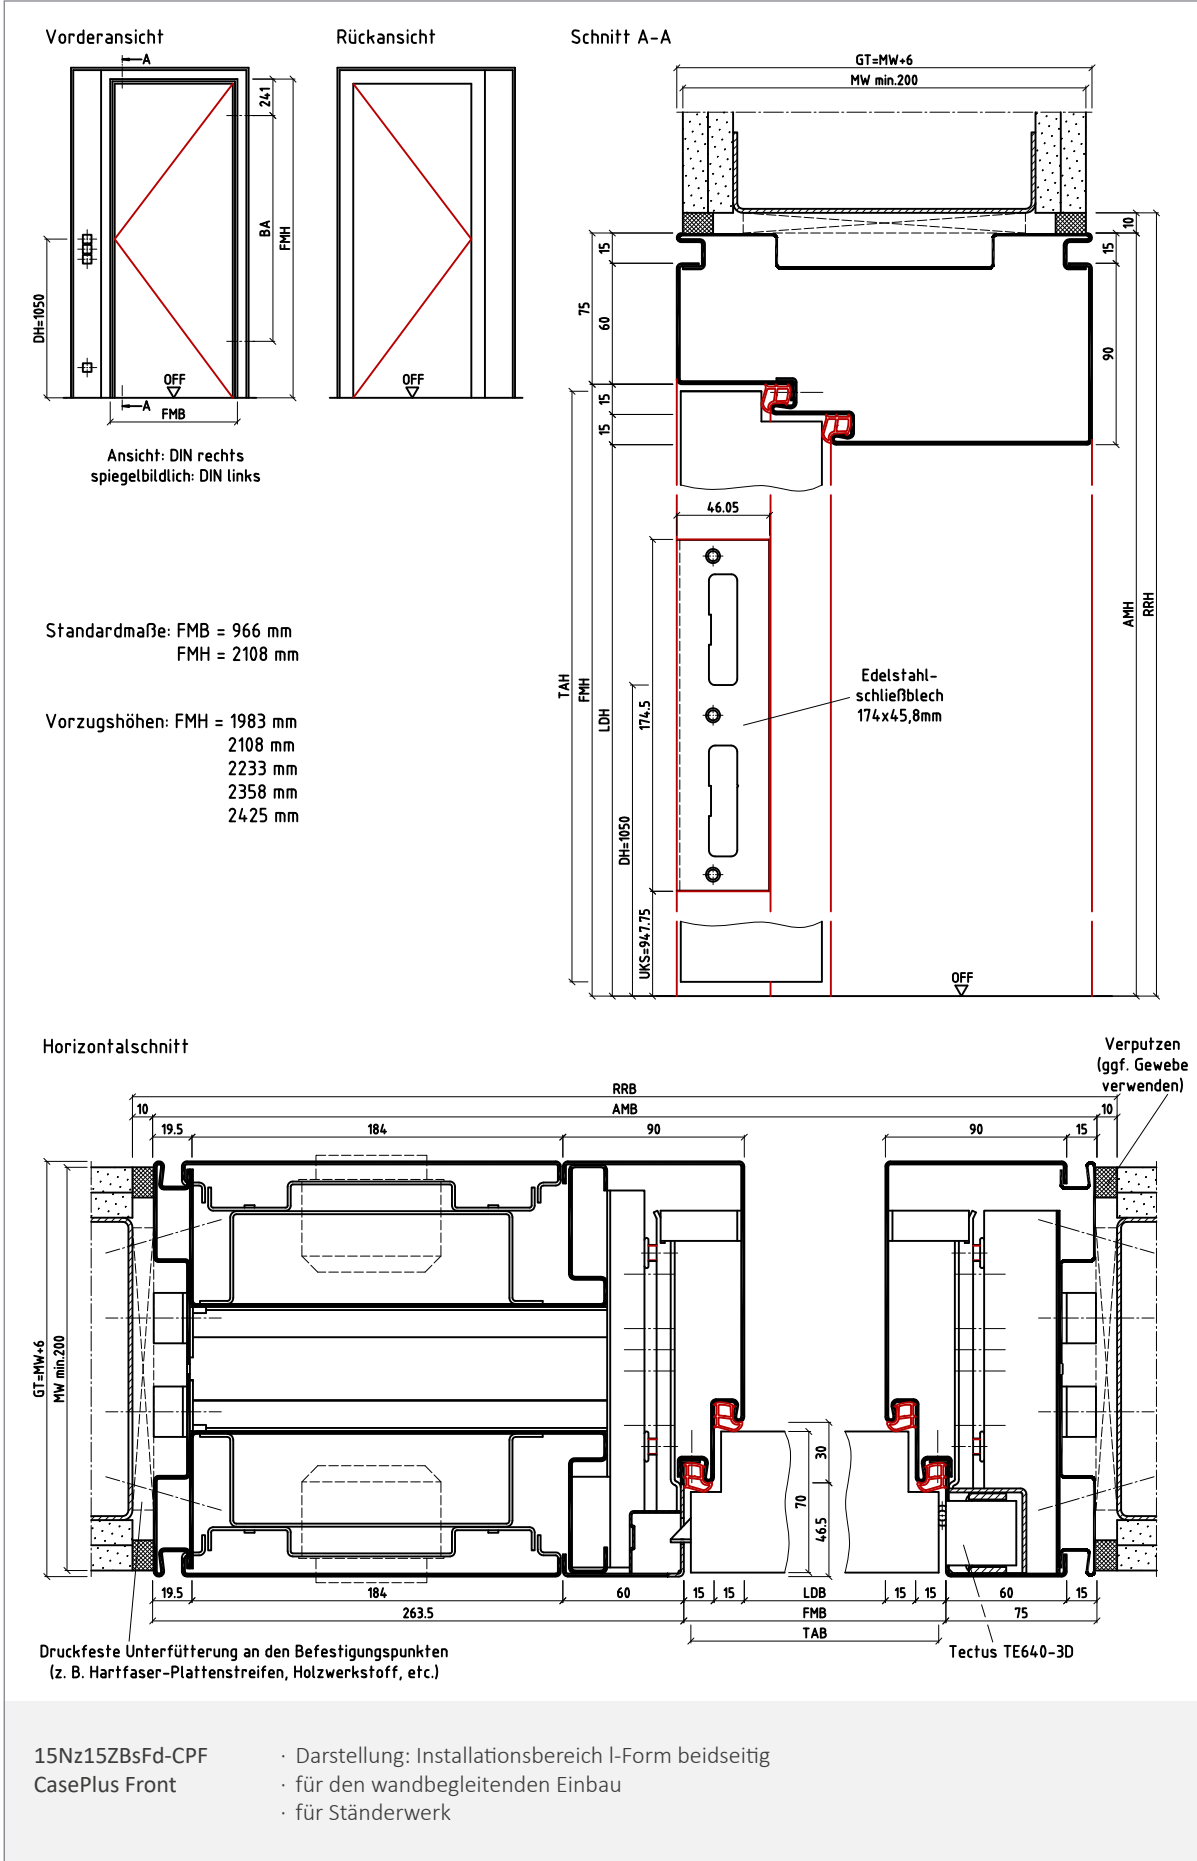 Vorderansicht
Rückansicht
Schnitt A-A
A
A
241
BA
FMH
DH=1050
OFF
FMB
OFF
Ansicht: DIN rechts
spiegelbildlich: DIN links
Standardmaße: FMB = 966 mm
FMH = 2108 mm
Vorzugshöhen: FMH = 1983 mm
2108 mm
2233 mm
2358 mm
2425 mm
GT=MW+6
MW min.200
10
15
15
75
60
90
15
15
46.05
TAH
FMH
LDH
174.5
DH=1050
UKS=947.75
AMH
RRH
Edelstahl-
schließblech
174x45,8mm
OFF
Horizontalschnitt
Verputzen
(ggf. Gewebe
verwenden)
RRB
10
AMB
10
19.5
184
90
90
15
GT=MW+6
MW min.200
30
70
46.5
19.5
184
60
15
15
LDB
15
15
60
15
263.5
FMB
75
TAB
Druckfeste Unterfütterung an den Befestigungspunkten
(z. B. Hartfaser-Plattenstreifen, Holzwerkstoff, etc.)
Tectus TE640-3D
15Nz15ZBsFd-CPF
CasePlus Front
· Darstellung: Installationsbereich I-Form beidseitig
· für den wandbegleitenden Einbau
· für Ständerwerk